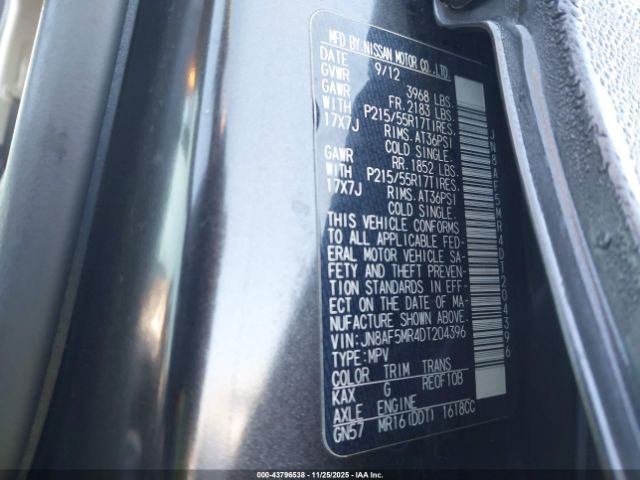 MFD BY NISSAN MOTOR CO.,LTD.
DATE 9/12
GVWR 3968 LBS.
GAWR FR. 2183 LBS.
WITH P215/55R17TIRES.
17X7J RIMS. AT36PSI
COLD SINGLE.
GAWR RR. 1852 LBS.
WITH P215/55R17TIRES.
17X7J RIMS. AT36PSI
COLD SINGLE.
THIS VEHICLE CONFORMS
TO ALL APPLICABLE FED-
ERAL MOTOR VEHICLE SA-
FETY AND THEFT PREVEN-
TION STANDARDS IN EFF-
ECT ON THE DATE OF MA-
NUFACTURE SHOWN ABOVE.
VIN:JN8AF5MR4DT204396
TYPE:MPV
COLOR TRIM TRANS
KAX G RE0F10B
AXLE ENGINE
GN57 MR16(DDT) 1618CC
JN8AF5MR4DT204396
000-43796538 - 11/25/2025 - IAAI.COM